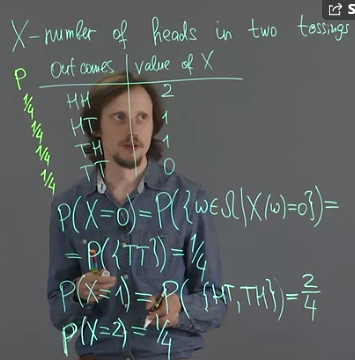 X-number of heads in two tossings
P Outcomes value of X
1/4 HH 2
1/4 HT 1
1/4 TH 1
1/4 TT 0
P(X=0)=P({ω∈Ω|X(ω)=0})=
=P({TT})=1/4
P(X=1)=P({HT,TH})=2/4
P(X=2)=1/4
S